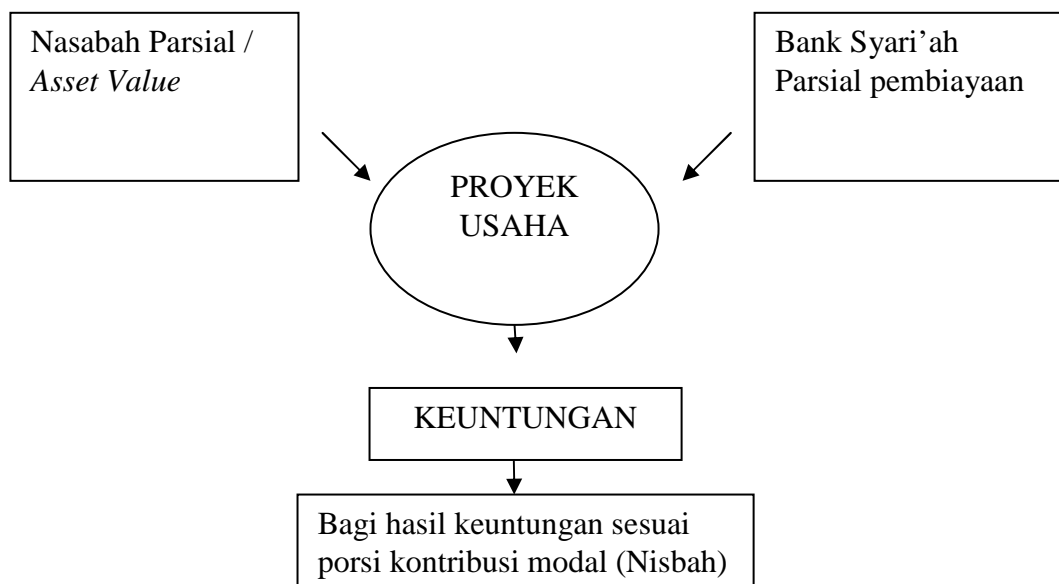 Nasabah Parsial /
Asset Value
Bank Syari’ah
Parsial pembiayaan
PROYEK
USAHA
KEUNTUNGAN
Bagi hasil keuntungan sesuai
porsi kontribusi modal (Nisbah)